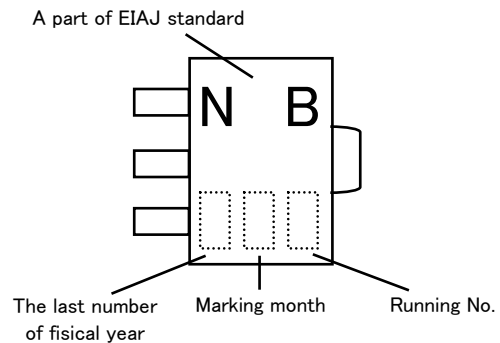 A part of EIAJ standard
N B
The last number
of fisical year
Marking month
Running No.